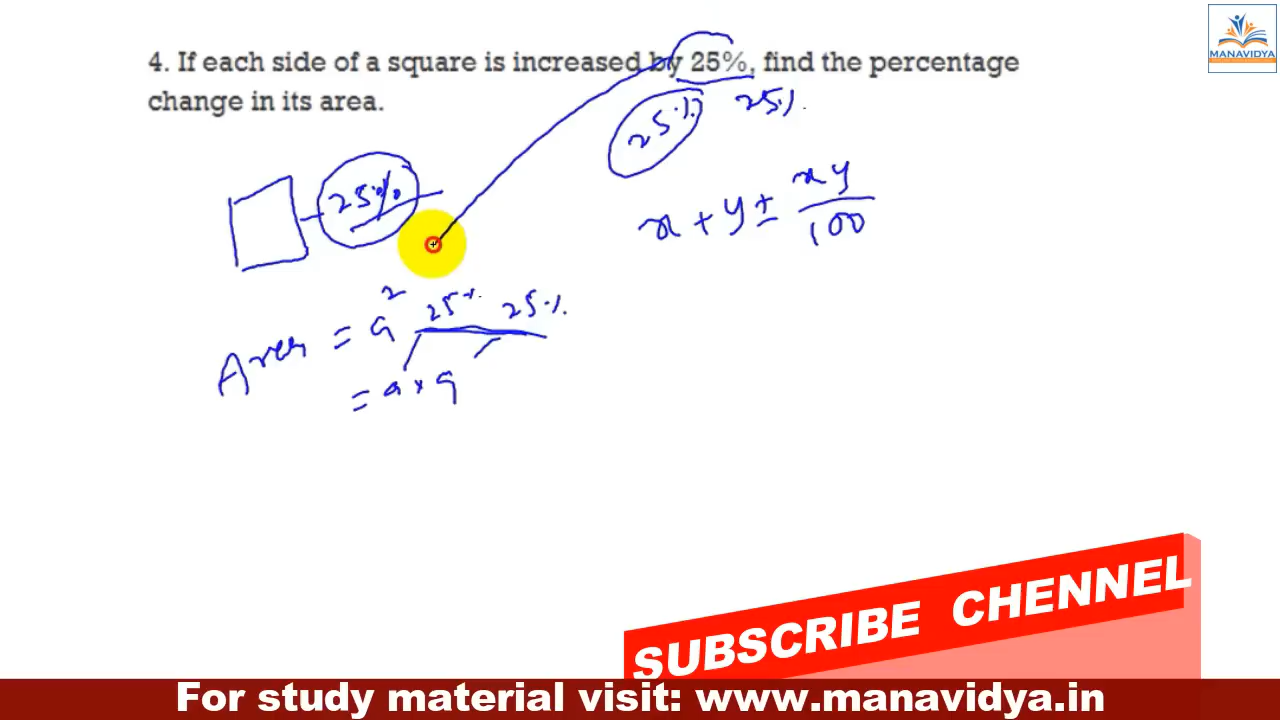 MANAVIDYA
4. If each side of a square is increased by 25%, find the percentage
change in its area.
25% 25%
25%
x + y ± xy/100
Area = a² 25% 25%
= a × a
SUBSCRIBE CHENNEL
For study material visit: www.manavidya.in